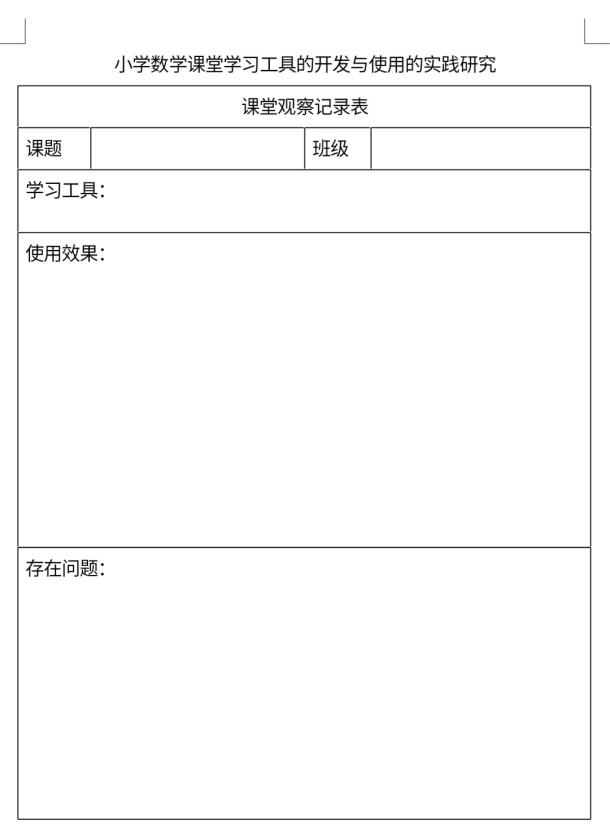 小学数学课堂学习工具的开发与使用的实践研究
课堂观察记录表
课题 班级
学习工具：
使用效果：
存在问题：